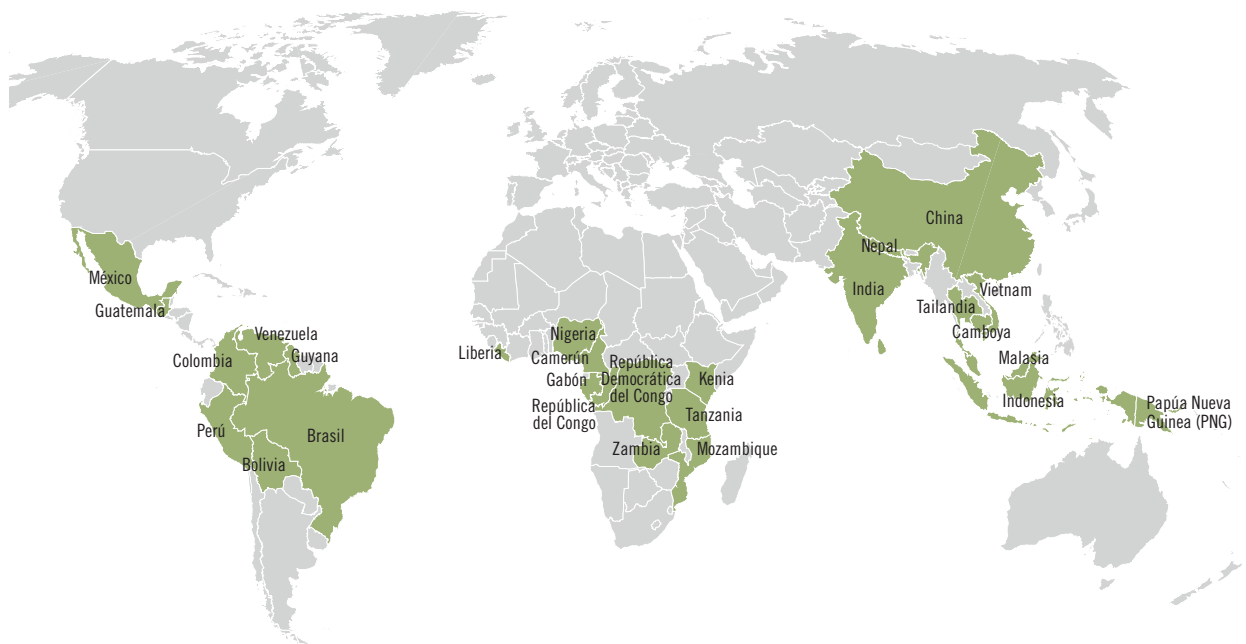 México
Guatemala
Venezuela
Colombia
Guyana
Perú
Brasil
Bolivia
Nigeria
Liberia
Camerún
República
Democrática
del Congo
Gabón
Kenia
República
del Congo
Tanzania
Zambia
Mozambique
China
Nepal
India
Vietnam
Tailandia
Camboya
Malasia
Indonesia
Papúa Nueva
Guinea (PNG)